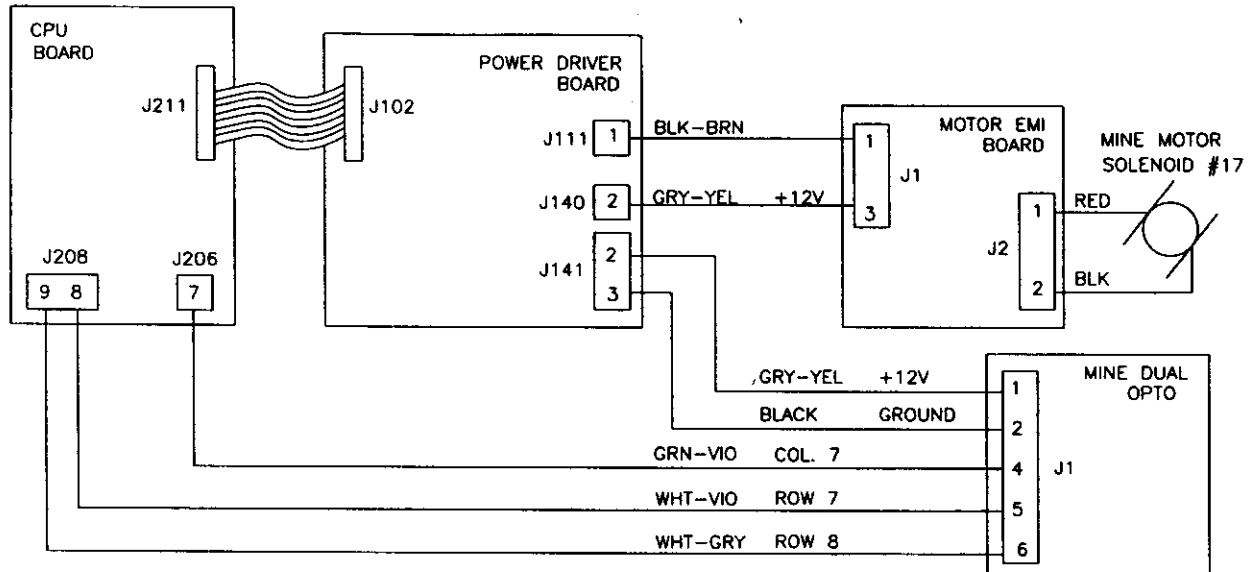 CPU
BOARD
J211
J102
POWER DRIVER
BOARD
J111
1
BLK-BRN
J140
2
GRY-YEL +12V
J141
2
3
MOTOR EMI
BOARD
1
J1
3
J2
1
2
RED
BLK
MINE MOTOR
SOLENOID #17
J208
9 8
J206
7
GRY-YEL +12V
BLACK GROUND
GRN-VIO COL. 7
WHT-VIO ROW 7
WHT-GRY ROW 8
MINE DUAL
OPTO
1
2
4
J1
5
6